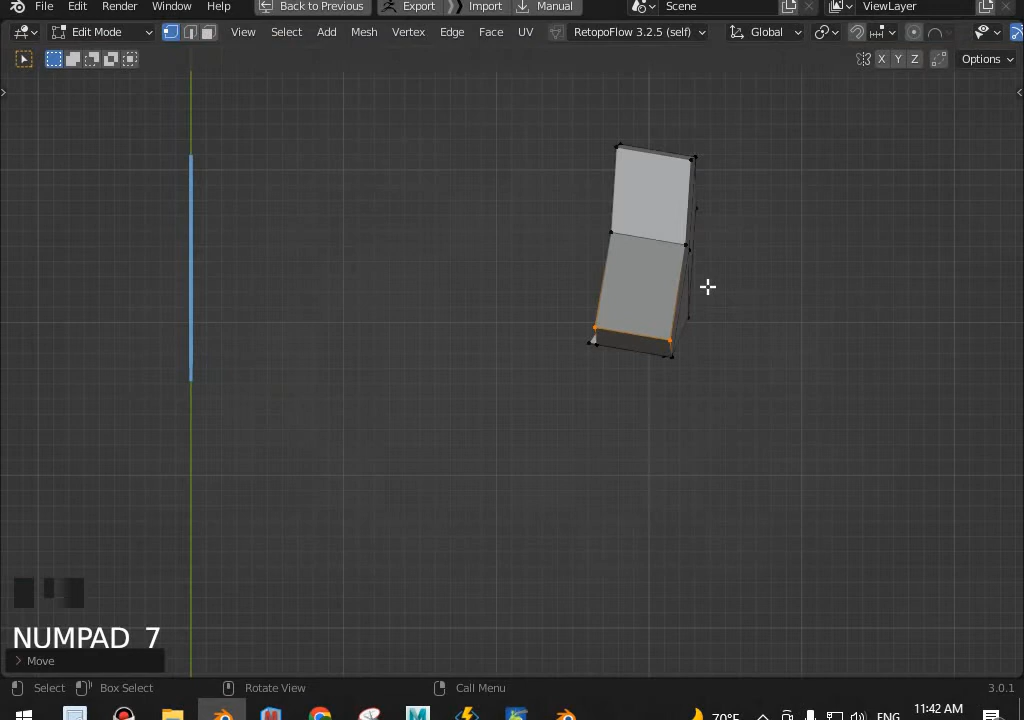 File Edit Render Window Help Back to Previous Export Import Manual Scene ViewLayer
Edit Mode View Select Add Mesh Vertex Edge Face UV RetopoFlow 3.2.5 (self) Global
X Y Z Options
NUMPAD 7
Move
Select Box Select Rotate View Call Menu 3.0.1
70°F ENG 11:42 AM